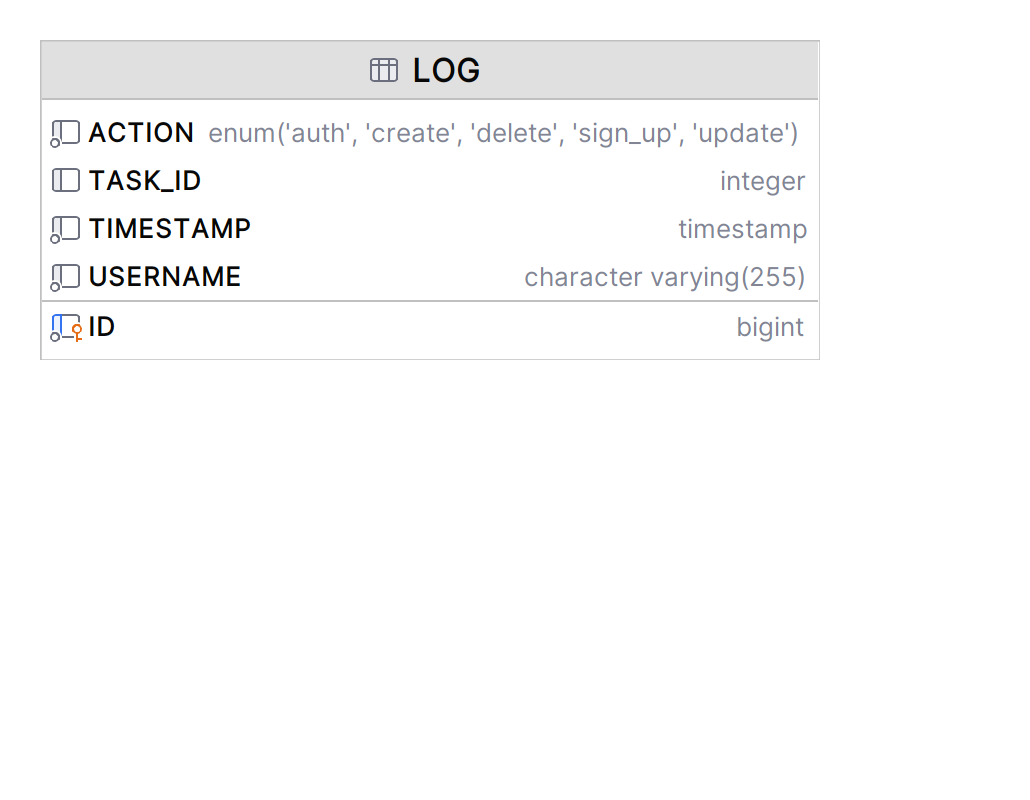 LOG
ACTION enum('auth', 'create', 'delete', 'sign_up', 'update')
TASK_ID integer
TIMESTAMP timestamp
USERNAME character varying(255)
ID bigint